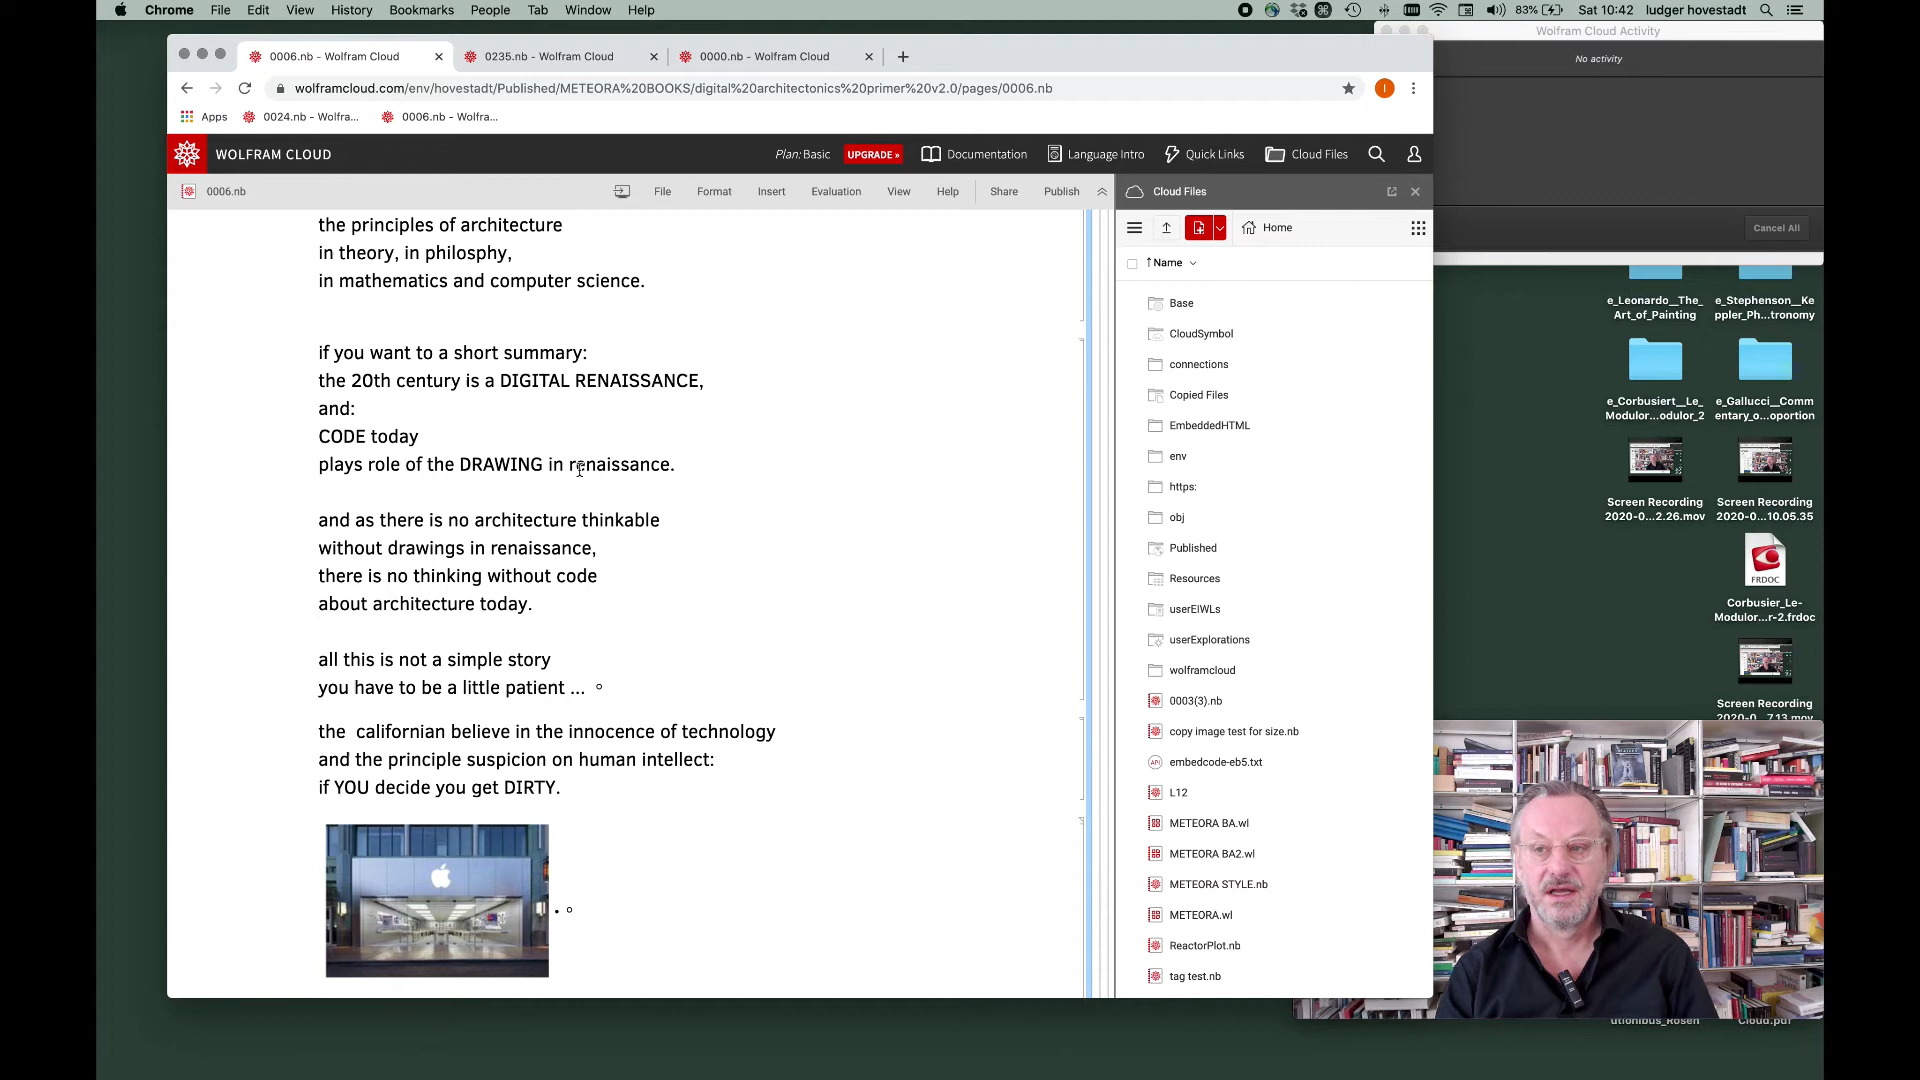 Chrome File Edit View History Bookmarks People Tab Window Help
83% Sat 10:42 ludger hovestadt
Wolfram Cloud Activity
No activity
Cancel All
0006.nb - Wolfram Cloud
0235.nb - Wolfram Cloud
0000.nb - Wolfram Cloud
wolframcloud.com/env/hovestadt/Published/METEORA%20BOOKS/digital%20architectonics%20primer%20v2.0/pages/0006.nb
I
Apps 0024.nb - Wolfra... 0006.nb - Wolfra...
WOLFRAM CLOUD
Plan: Basic UPGRADE » Documentation Language Intro Quick Links Cloud Files
0006.nb File Format Insert Evaluation View Help Share Publish
the principles of architecture
in theory, in philosphy,
in mathematics and computer science.
if you want to a short summary:
the 20th century is a DIGITAL RENAISSANCE,
and:
CODE today
plays role of the DRAWING in renaissance.
and as there is no architecture thinkable
without drawings in renaissance,
there is no thinking without code
about architecture today.
all this is not a simple story
you have to be a little patient ...
the  californian believe in the innocence of technology
and the principle suspicion on human intellect:
if YOU decide you get DIRTY.
Cloud Files
Home
Name
Base
CloudSymbol
connections
Copied Files
EmbeddedHTML
env
https:
obj
Published
Resources
userEIWLs
userExplorations
wolframcloud
0003(3).nb
copy image test for size.nb
embedcode-eb5.txt
L12
METEORA BA.wl
METEORA BA2.wl
METEORA STYLE.nb
METEORA.wl
ReactorPlot.nb
tag test.nb
e_Leonardo__The_
Art_of_Painting
e_Stephenson__Ke
ppler_Ph...tronomy
e_Corbusiert__Le_
Modulor...odulor_2
e_Gallucci__Comm
entary_o...oportion
Screen Recording
2020-0...2.26.mov
Screen Recording
2020-0...10.05.35
FRDOC
Corbusier_Le-
Modulor...r-2.frdoc
Screen Recording
2020-0...7.13.mov
utionibus_Rosen
Cloud.pdf